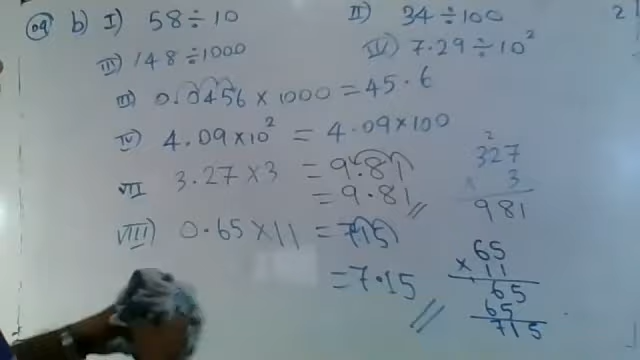 09 b) I) 58÷10 II) 34÷100 2
III) 148÷1000 IV) 7.29÷10²
III) 0.0456×1000=45.6
IV) 4.09×10² = 4.09×100
VII 3.27×3 = 9.81
= 9.81
2
327
× 3
981
VIII) 0.65×11 = 715
= 7.15
65
×11
65
65
715